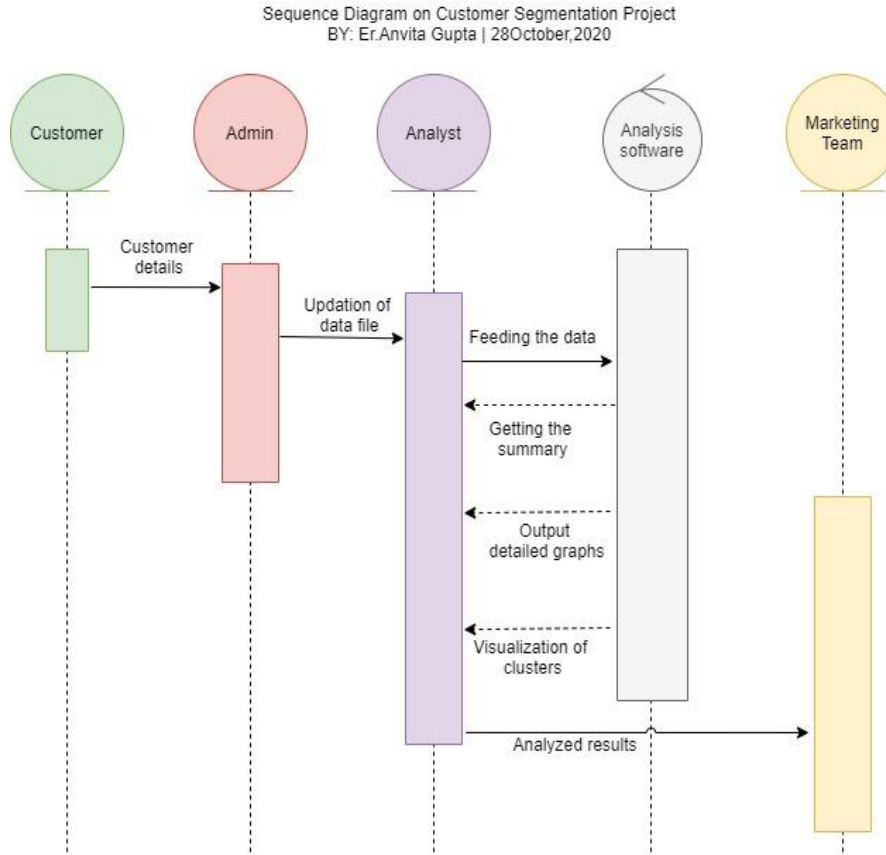 Sequence Diagram on Customer Segmentation Project
BY: Er.Anvita Gupta | 28October,2020
Customer
Admin
Analyst
Analysis
software
Marketing
Team
Customer
details
Updation of
data file
Feeding the data
Getting the
summary
Output
detailed graphs
Visualization of
clusters
Analyzed results